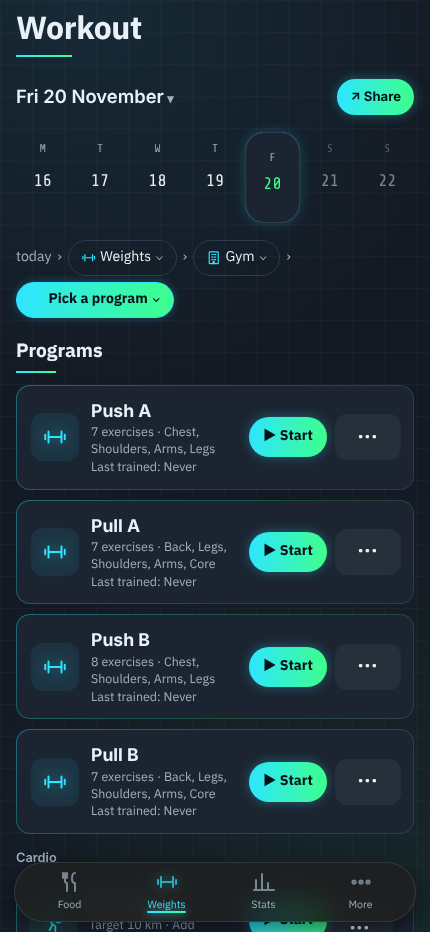 Workout
Fri 20 November ▾
Share
M T W T F S S
16 17 18 19 20 21 22
today › Weights › Gym ›
Pick a program
Programs
Push A
7 exercises · Chest,
Shoulders, Arms, Legs
Last trained: Never
Start
Pull A
7 exercises · Back, Legs,
Shoulders, Arms, Core
Last trained: Never
Start
Push B
8 exercises · Chest,
Shoulders, Arms, Legs
Last trained: Never
Start
Pull B
7 exercises · Back, Legs,
Shoulders, Arms, Core
Last trained: Never
Start
Cardio
Food Weights Stats More
Target 10 km · Add
Start